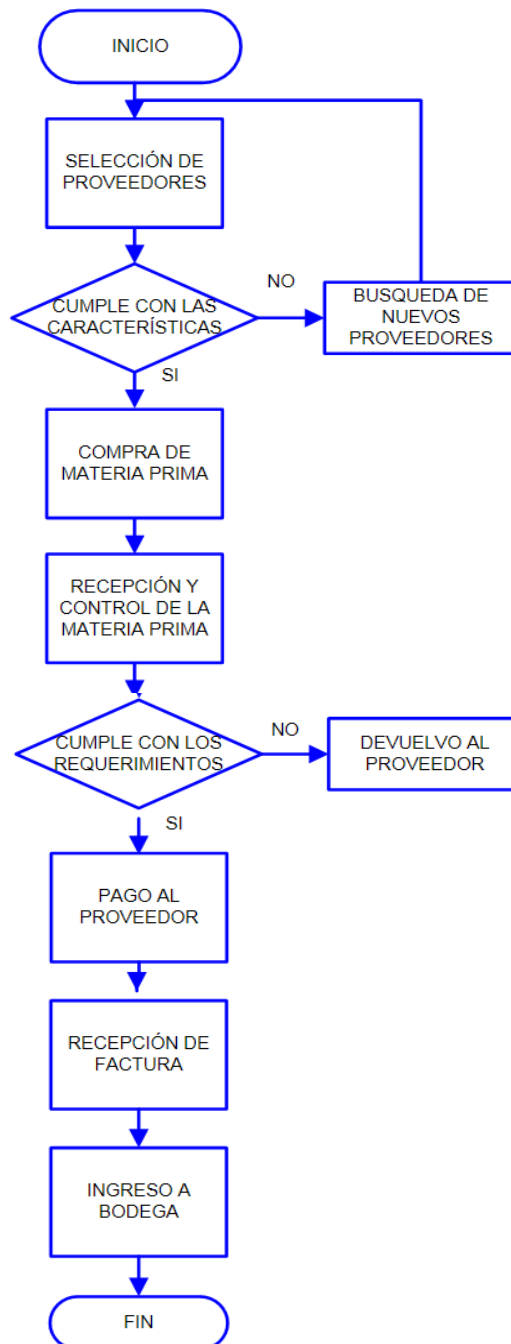 INICIO
SELECCIÓN DE
PROVEEDORES
CUMPLE CON LAS
CARACTERÍSTÍCAS
NO
BUSQUEDA DE
NUEVOS
PROVEEDORES
SI
COMPRA DE
MATERIA PRIMA
RECEPCIÓN Y
CONTROL DE LA
MATERIA PRIMA
CUMPLE CON LOS
REQUERIMIENTOS
NO
DEVUELVO AL
PROVEEDOR
SI
PAGO AL
PROVEEDOR
RECEPCIÓN DE
FACTURA
INGRESO A
BODEGA
FIN